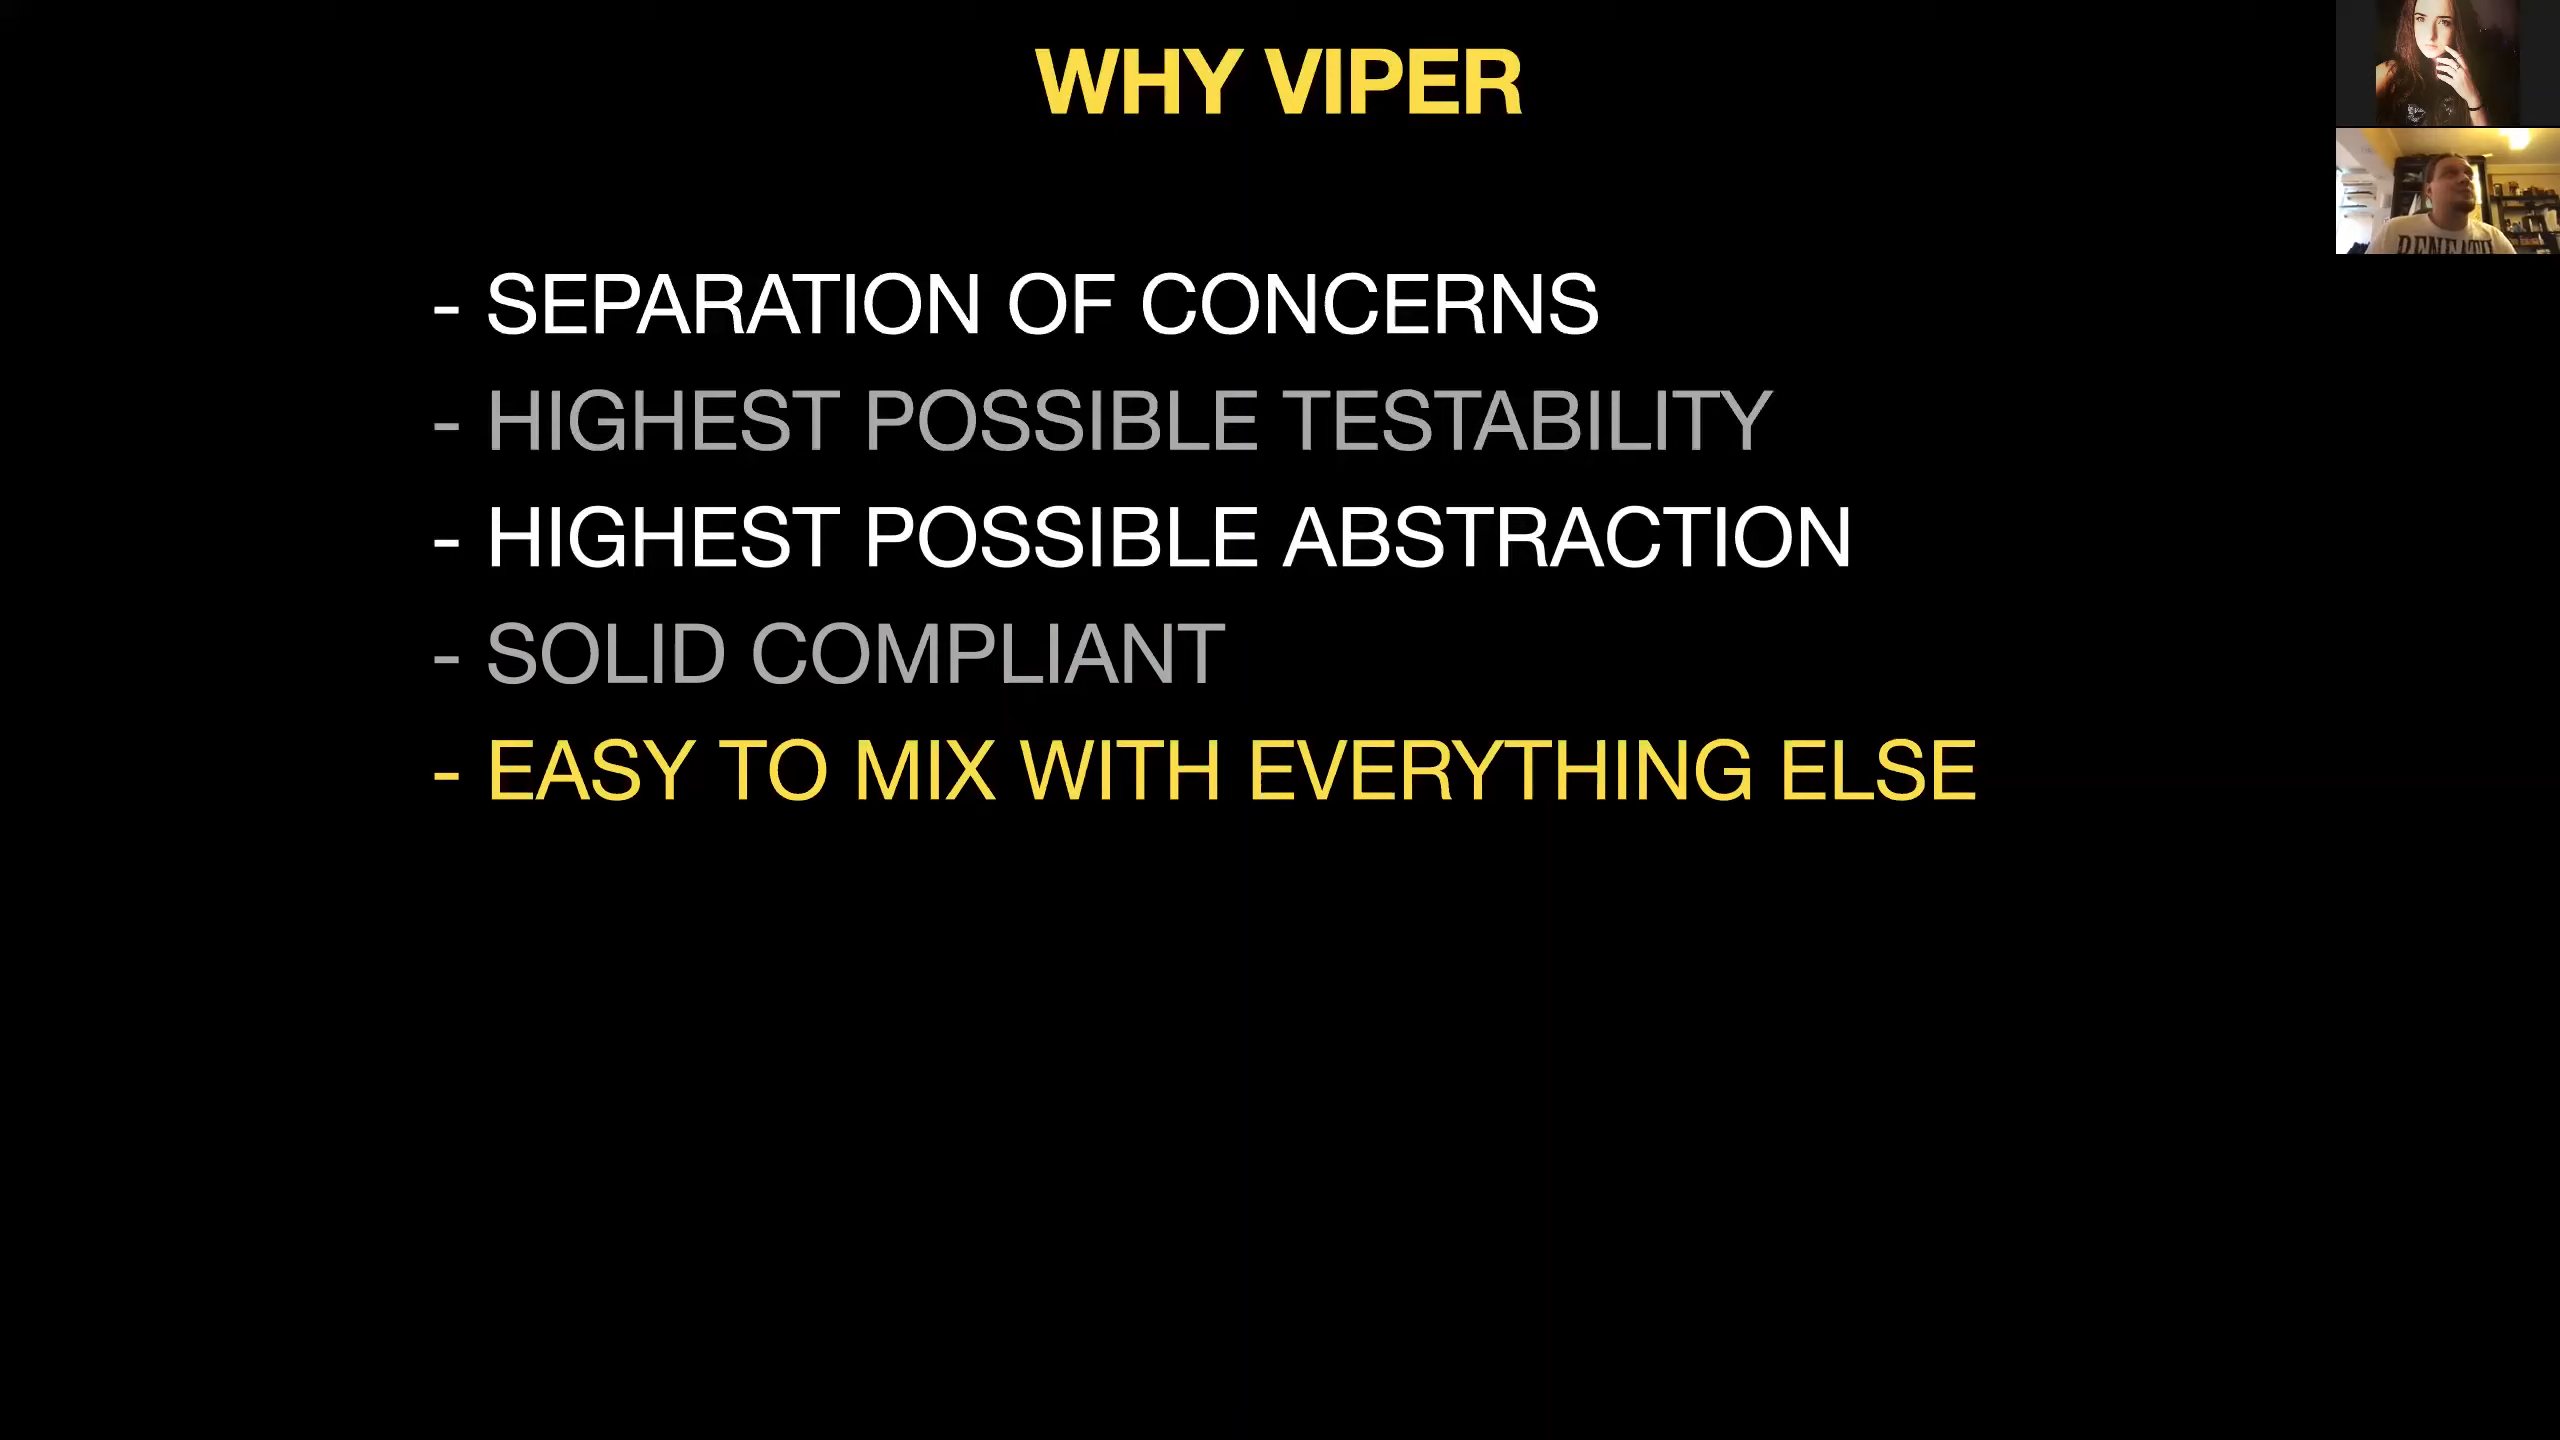 WHY VIPER
- SEPARATION OF CONCERNS
- HIGHEST POSSIBLE TESTABILITY
- HIGHEST POSSIBLE ABSTRACTION
- SOLID COMPLIANT
- EASY TO MIX WITH EVERYTHING ELSE
BENEATH